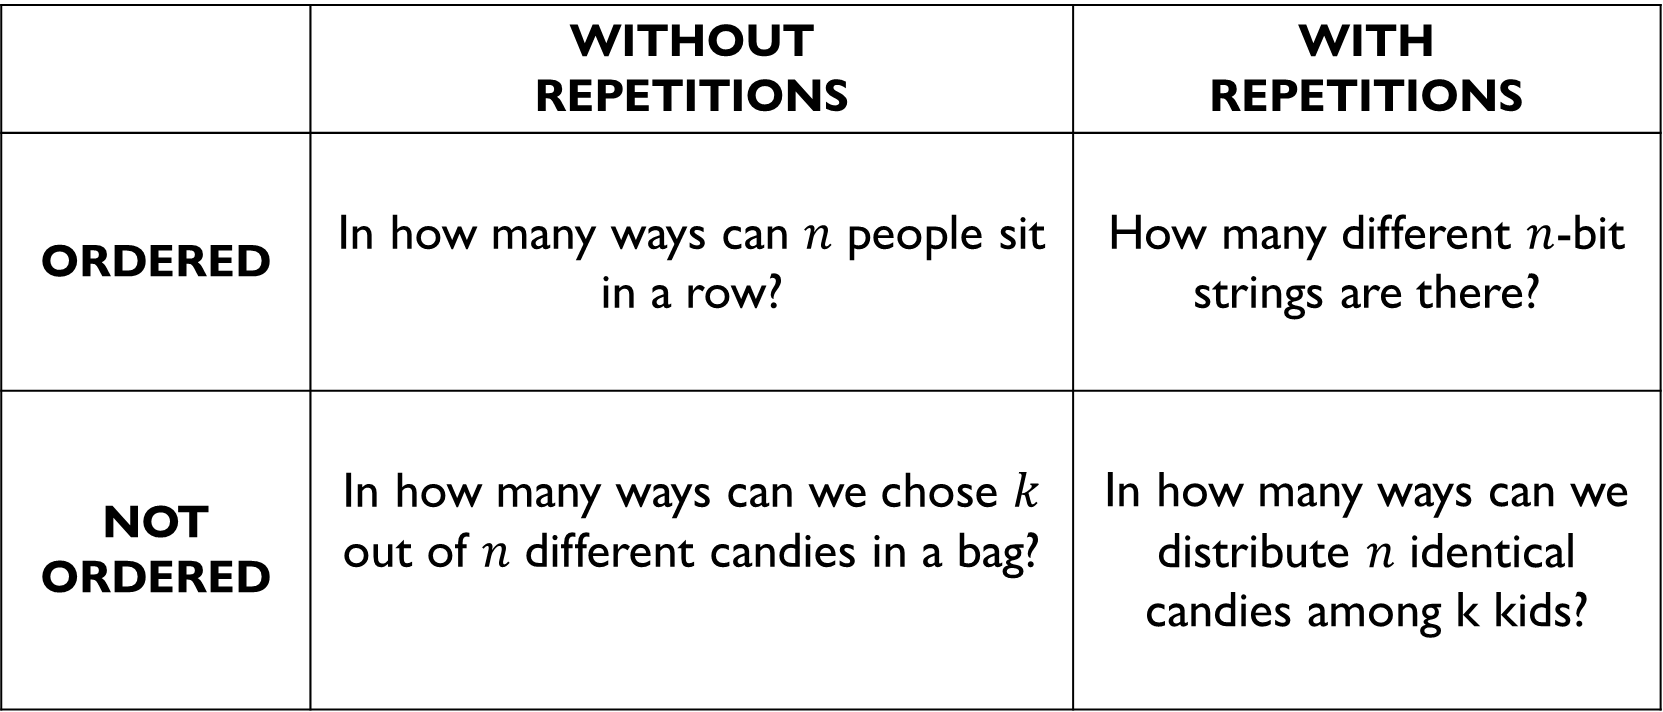 WITHOUT
REPETITIONS
WITH
REPETITIONS
ORDERED
In how many ways can n people sit
in a row?
How many different n-bit
strings are there?
NOT
ORDERED
In how many ways can we chose k
out of n different candies in a bag?
In how many ways can we
distribute n identical
candies among k kids?